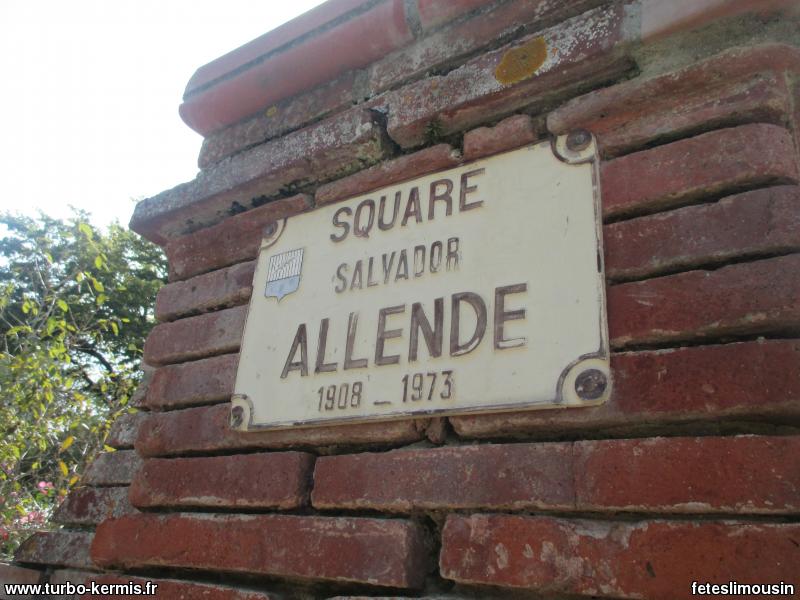 SQUARE
SALVADOR
ALLENDE
1908 - 1973
www.turbo-kermis.fr
feteslimousin